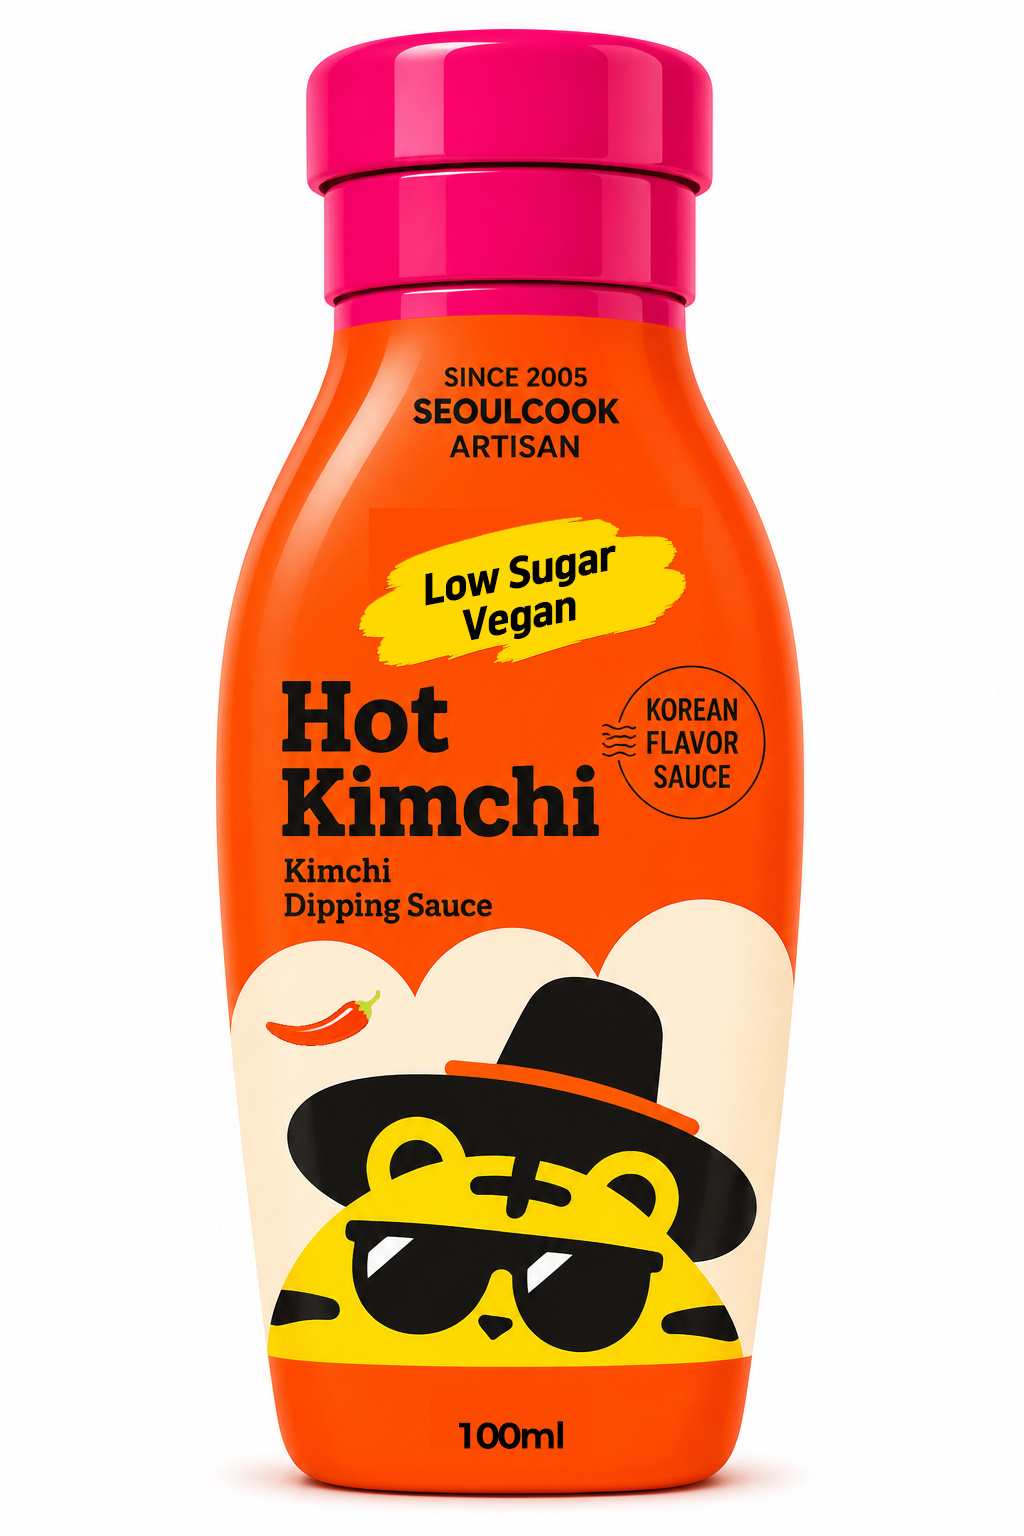 SINCE 2005
SEOULCOOK
ARTISAN
Low Sugar
Vegan
Hot
Kimchi
KOREAN
FLAVOR
SAUCE
Kimchi
Dipping Sauce
100ml